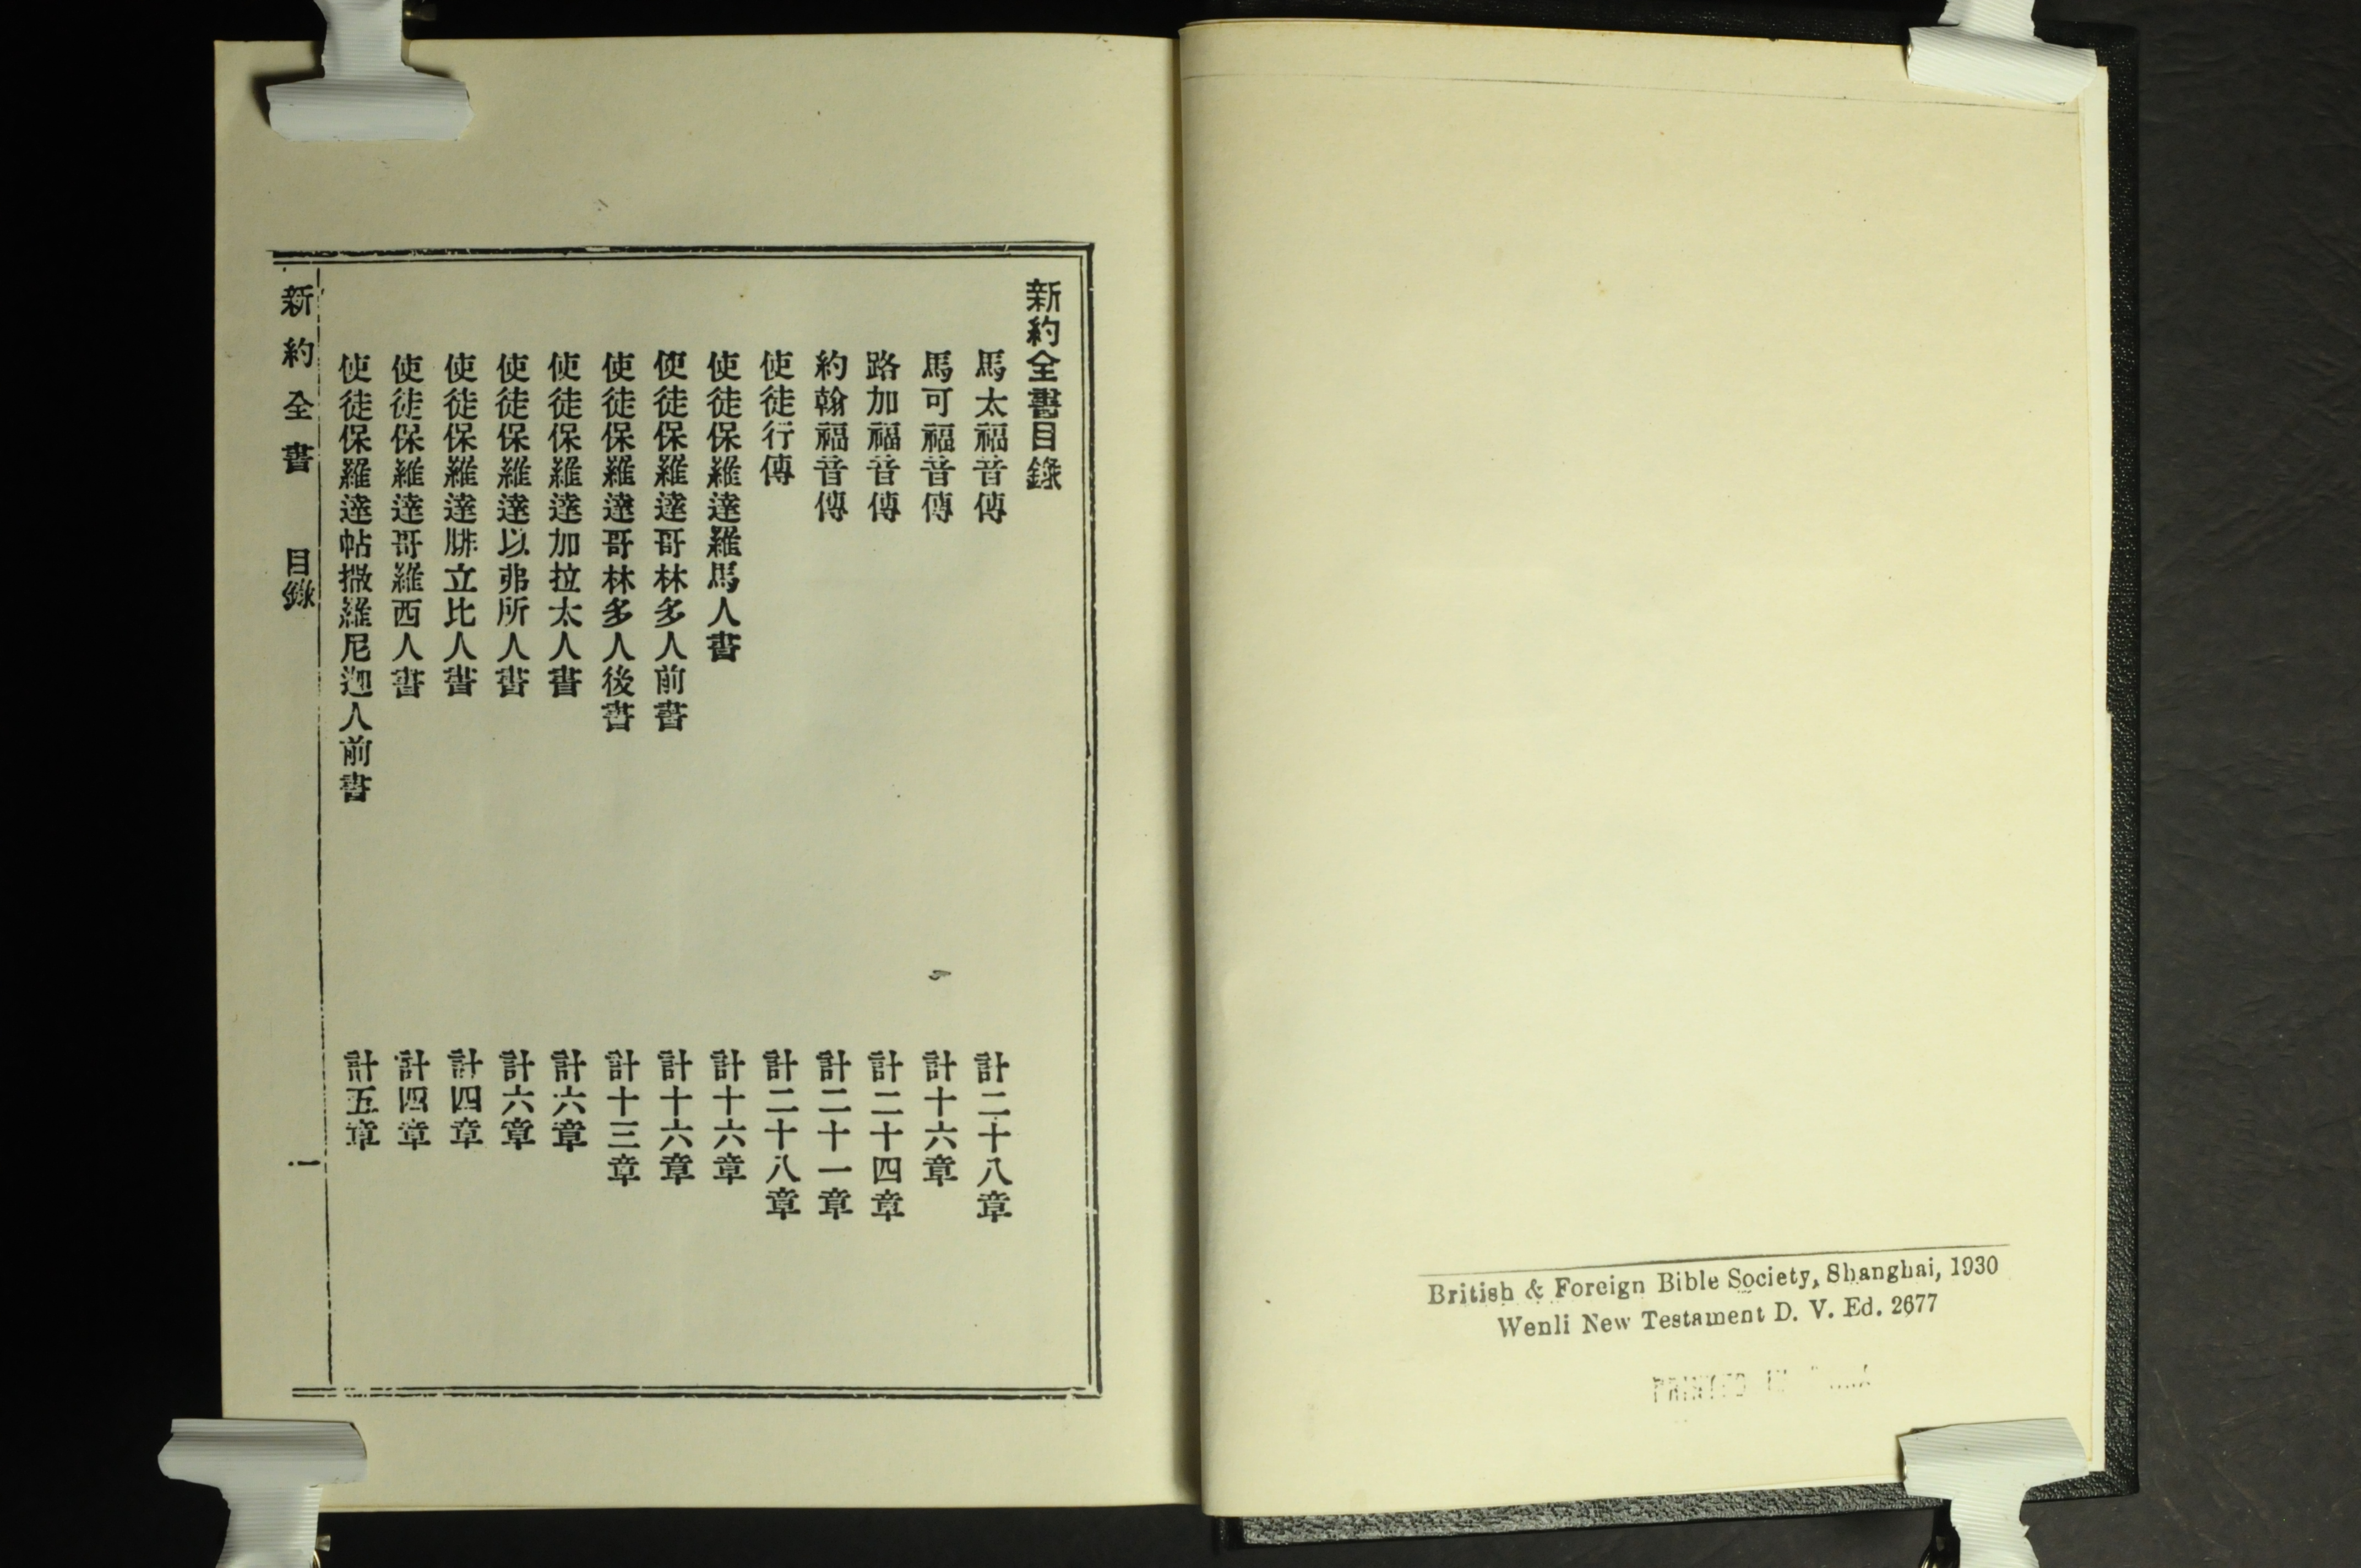 British & Foreign Bible Society, Shanghai, 1930
Wenli New Testament D. V. Ed. 2677
PRINTED IN
新約全書目錄
馬太福音傳 計二十八章
馬可福音傳 計十六章
路加福音傳 計二十四章
約翰福音傳 計二十一章
使徒行傳 計二十八章
使徒保羅達羅馬人書 計十六章
使徒保羅達哥林多人前書 計十六章
使徒保羅達哥林多人後書 計十三章
使徒保羅達加拉太人書 計六章
使徒保羅達以弗所人書 計六章
使徒保羅達腓立比人書 計四章
使徒保羅達哥羅西人書 計四章
使徒保羅達帖撒羅尼迦人前書 計五章
新約全書 目錄 一